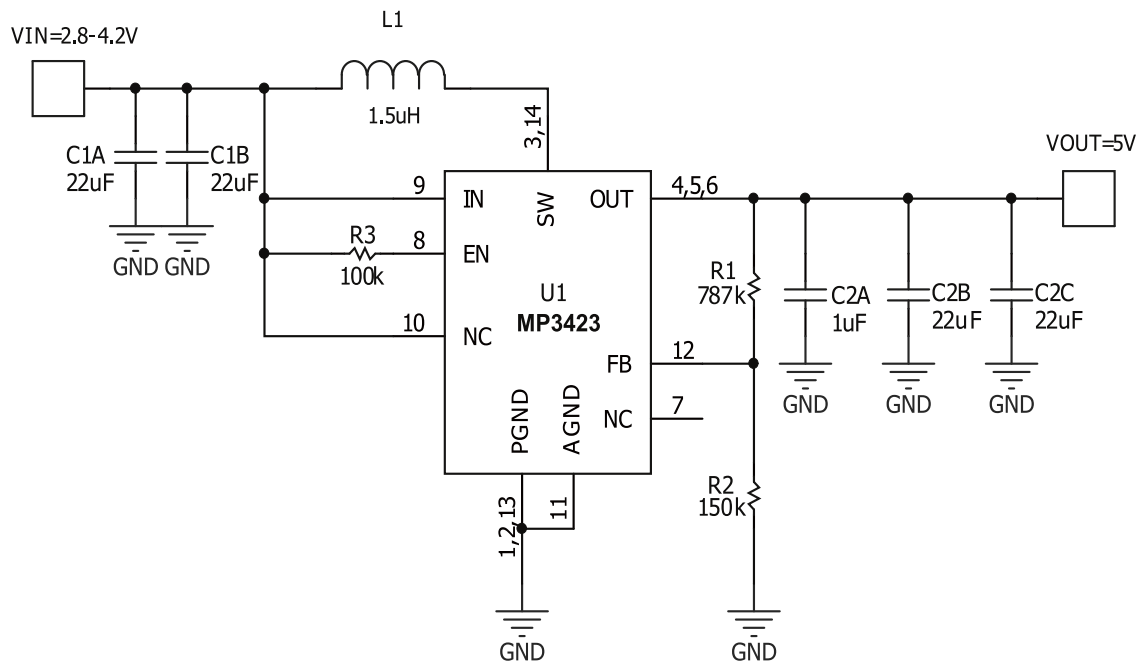 L1
VIN=2.8-4.2V
1.5uH
3,14
VOUT=5V
C1A
22uF
C1B
22uF
9
IN
SW
OUT
4,5,6
R3
100k
8
EN
GND
GND
U1
MP3423
R1
787k
C2A
1uF
C2B
22uF
C2C
22uF
10
NC
FB
12
GND
GND
GND
PGND
AGND
NC
7
1,2,13
11
R2
150k
GND
GND